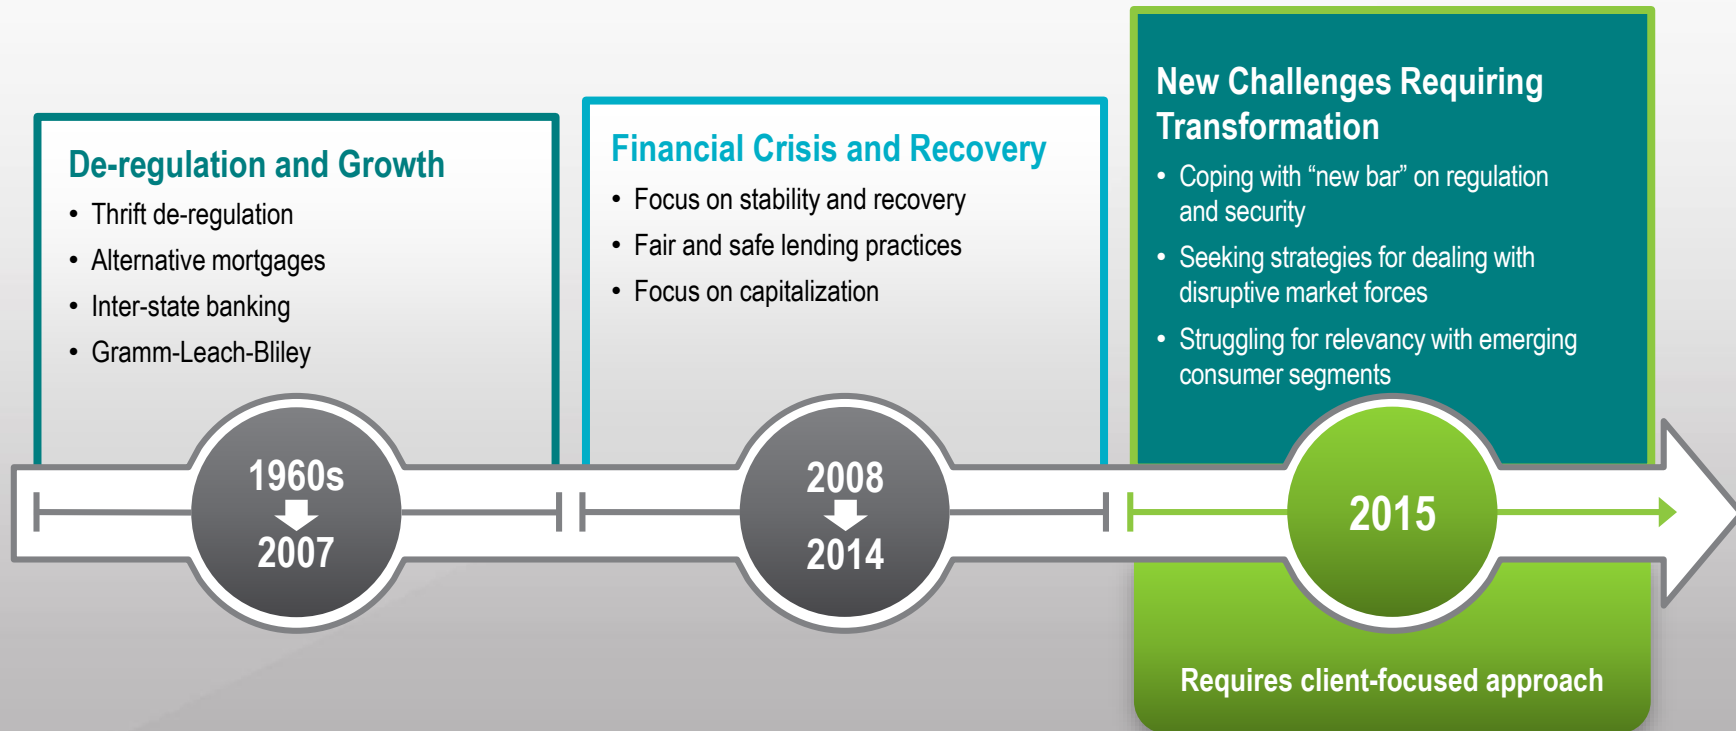 De-regulation and Growth
• Thrift de-regulation
• Alternative mortgages
• Inter-state banking
• Gramm-Leach-Bliley
1960s
2007
Financial Crisis and Recovery
• Focus on stability and recovery
• Fair and safe lending practices
• Focus on capitalization
2008
2014
New Challenges Requiring
Transformation
• Coping with “new bar” on regulation
and security
• Seeking strategies for dealing with
disruptive market forces
• Struggling for relevancy with emerging
consumer segments
2015
Requires client-focused approach